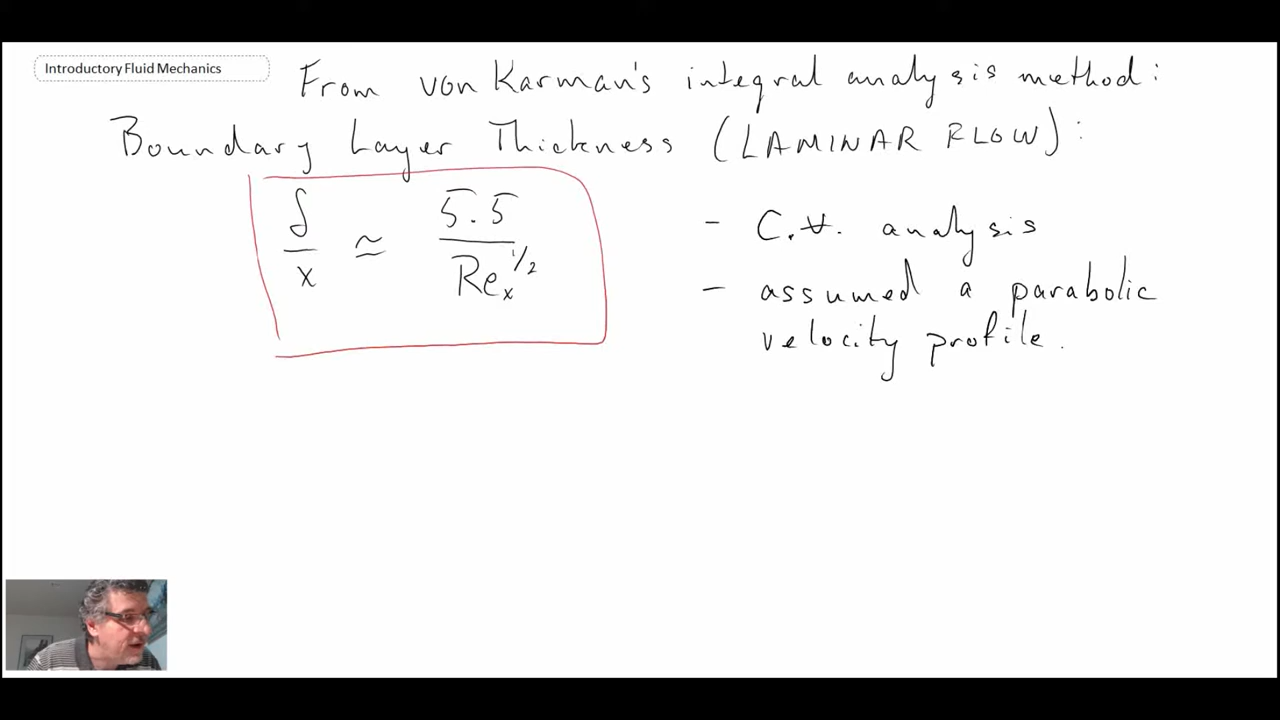 Introductory Fluid Mechanics
From von Karman's integral analysis method:
Boundary Layer Thickness (LAMINAR FLOW):
δ/x ≃ 5.5/Reₓ^1/2
- C.V. analysis
- assumed a parabolic
velocity profile.